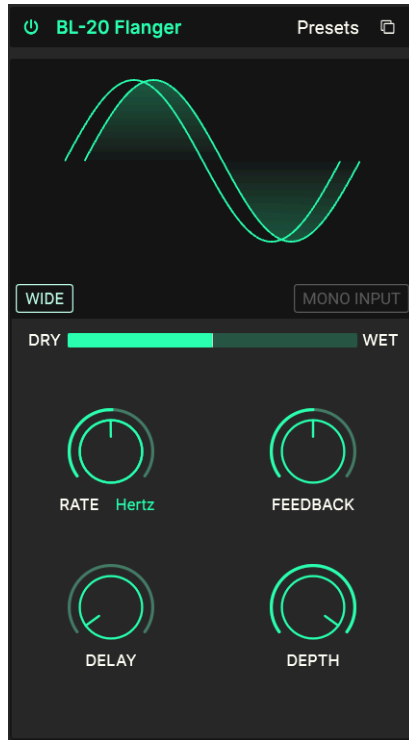 BL-20 Flanger Presets
WIDE MONO INPUT
DRY WET
RATE Hertz FEEDBACK
DELAY DEPTH